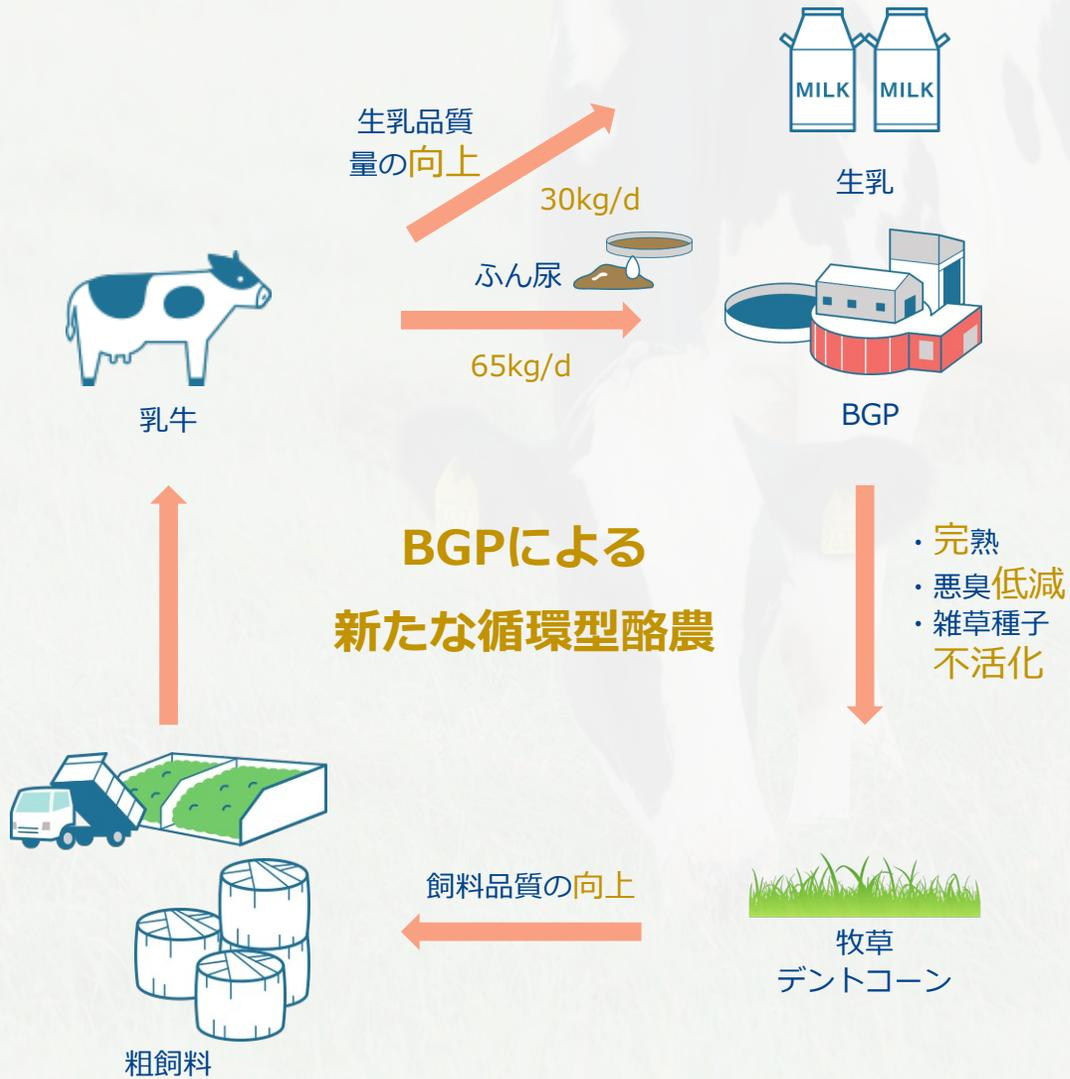 MILK MILK
生乳品質
量の向上
30kg/d
生乳
ふん尿
65kg/d
乳牛
BGP
BGPによる
新たな循環型酪農
・完熟
・悪臭低減
・雑草種子
不活化
飼料品質の向上
牧草
デントコーン
粗飼料